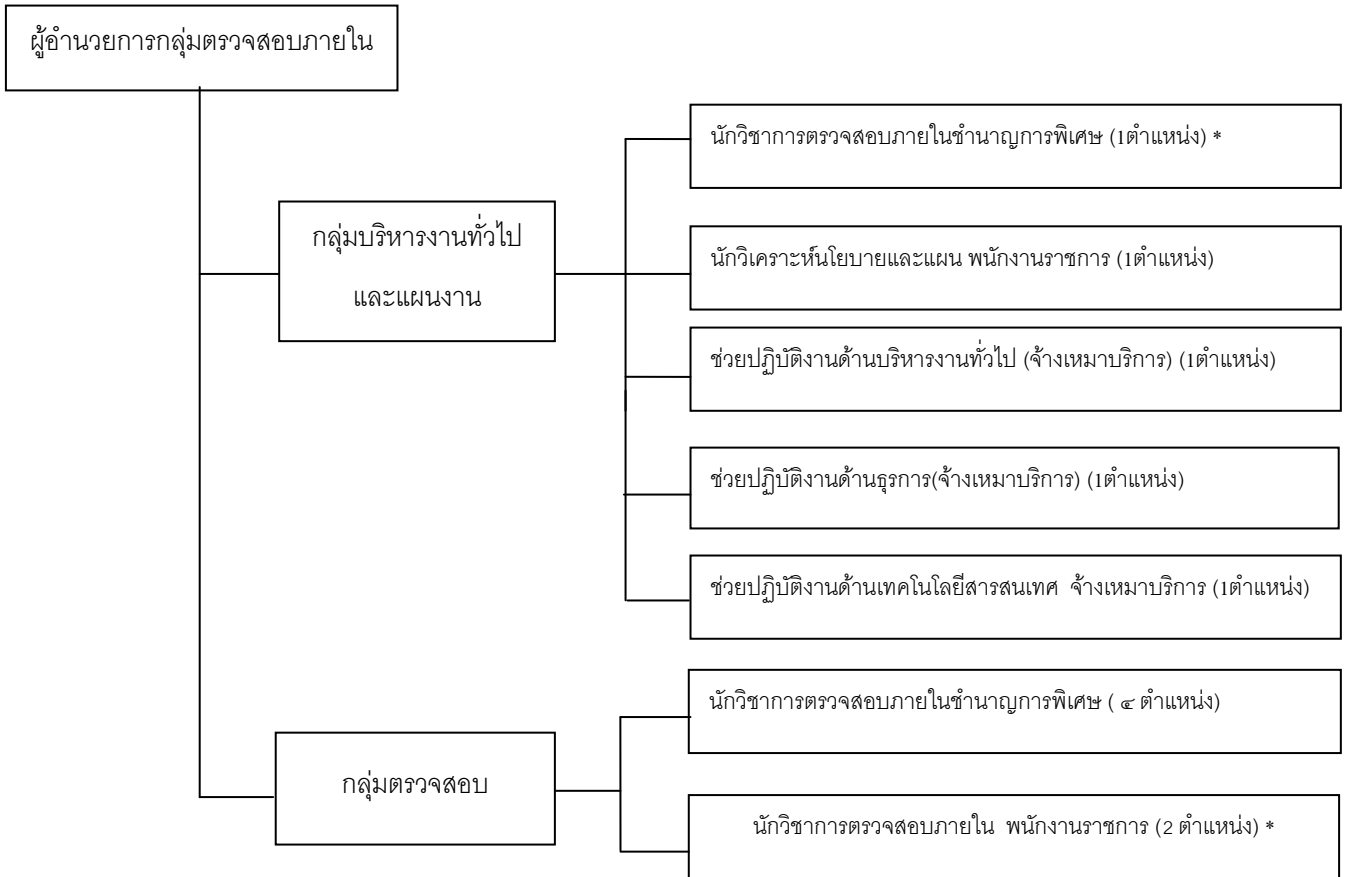 ผู้อำนวยการกลุ่มตรวจสอบภายใน
นักวิชาการตรวจสอบภายในชำนาญการพิเศษ (1ตำแหน่ง) *
กลุ่มบริหารงานทั่วไป
และแผนงาน
นักวิเคราะห์นโยบายและแผน พนักงานราชการ (1ตำแหน่ง)
ช่วยปฏิบัติงานด้านบริหารงานทั่วไป (จ้างเหมาบริการ) (1ตำแหน่ง)
ช่วยปฏิบัติงานด้านธุรการ(จ้างเหมาบริการ) (1ตำแหน่ง)
ช่วยปฏิบัติงานด้านเทคโนโลยีสารสนเทศ จ้างเหมาบริการ (1ตำแหน่ง)
กลุ่มตรวจสอบ
นักวิชาการตรวจสอบภายในชำนาญการพิเศษ ( ๔ ตำแหน่ง)
นักวิชาการตรวจสอบภายใน พนักงานราชการ (2 ตำแหน่ง) *